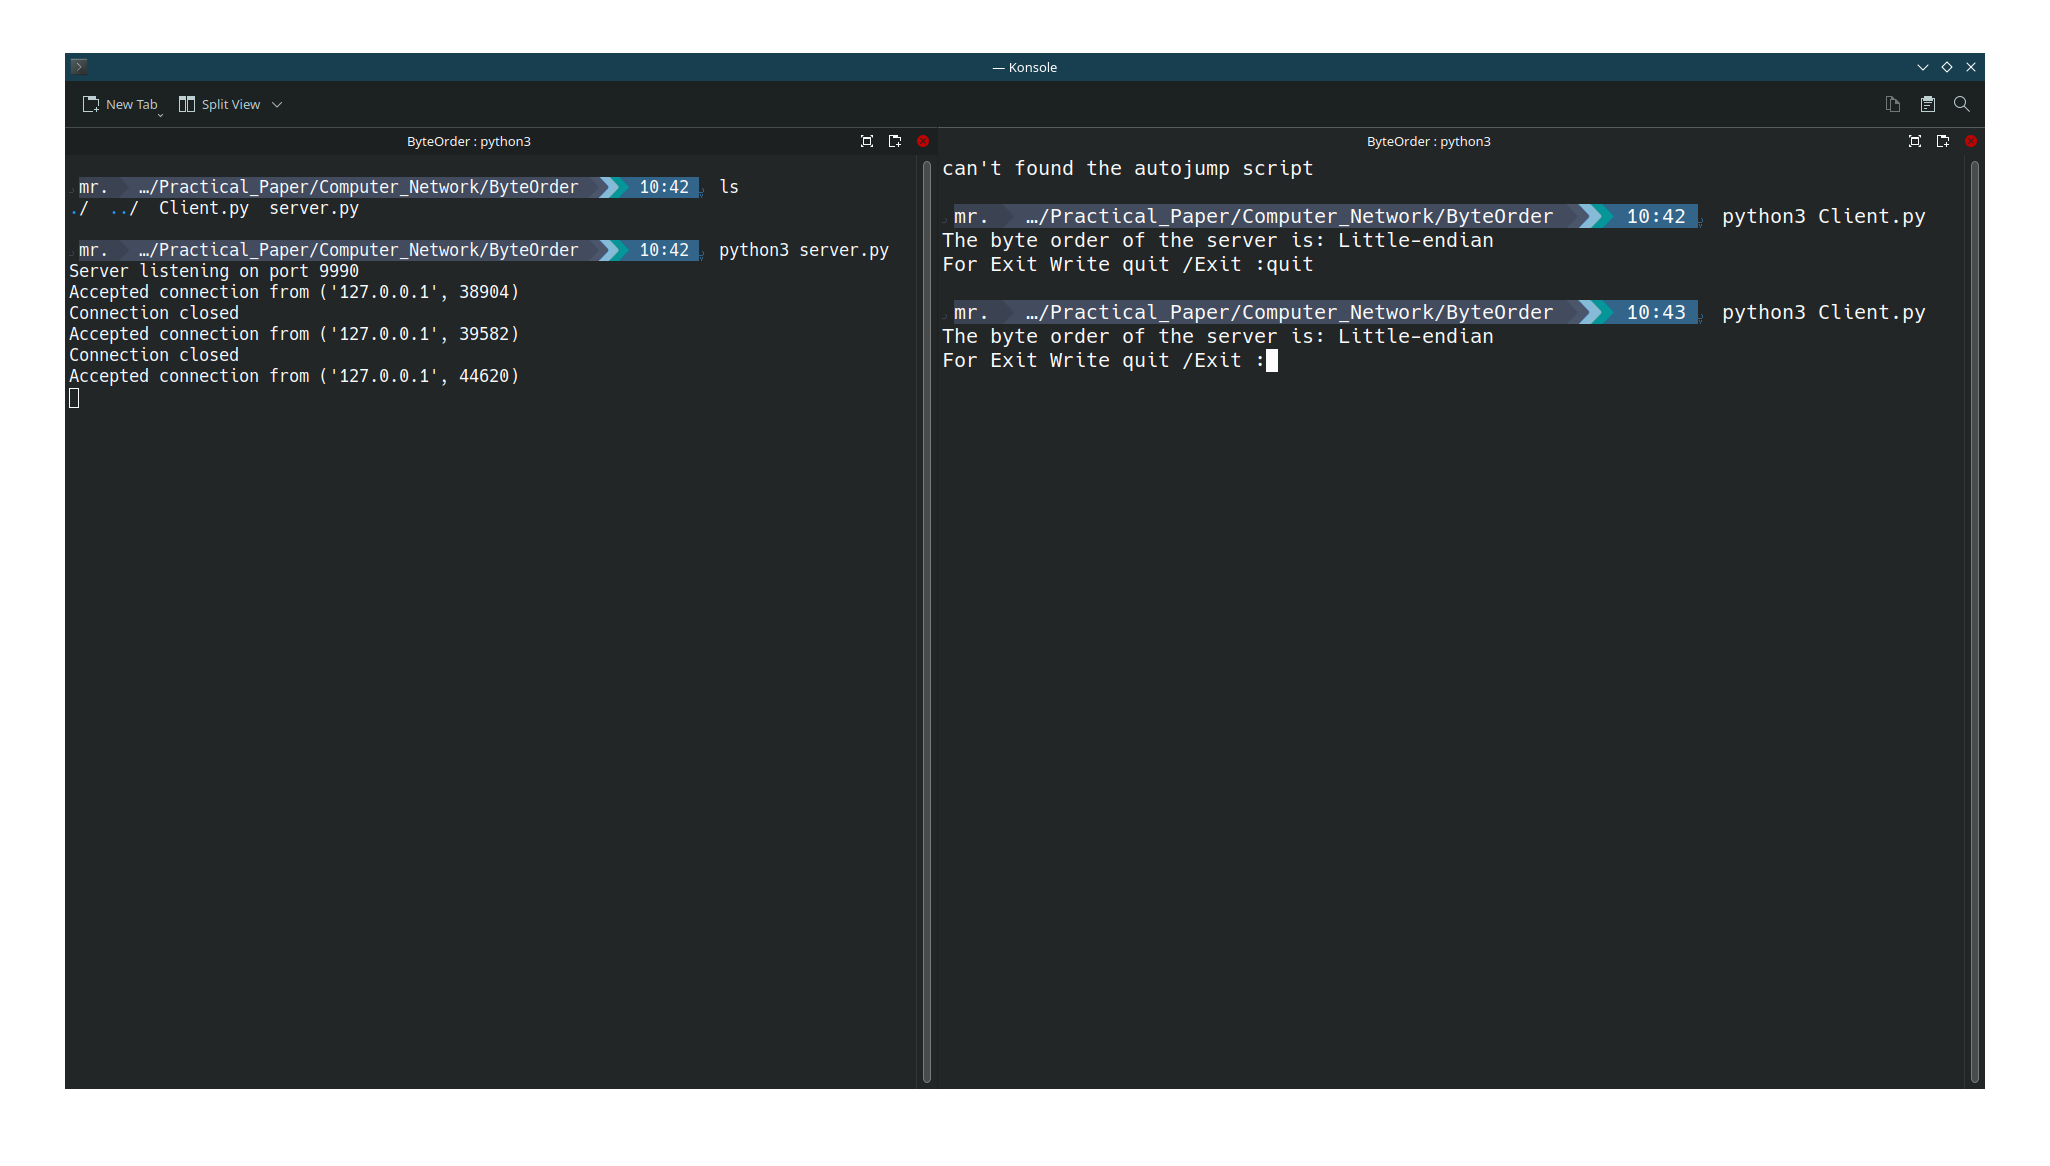 — Konsole
New Tab Split View
ByteOrder : python3
mr. …/Practical_Paper/Computer_Network/ByteOrder 10:42 ls
./ ../ Client.py server.py
mr. …/Practical_Paper/Computer_Network/ByteOrder 10:42 python3 server.py
Server listening on port 9990
Accepted connection from ('127.0.0.1', 38904)
Connection closed
Accepted connection from ('127.0.0.1', 39582)
Connection closed
Accepted connection from ('127.0.0.1', 44620)
ByteOrder : python3
can't found the autojump script
mr. …/Practical_Paper/Computer_Network/ByteOrder 10:42 python3 Client.py
The byte order of the server is: Little-endian
For Exit Write quit /Exit :quit
mr. …/Practical_Paper/Computer_Network/ByteOrder 10:43 python3 Client.py
The byte order of the server is: Little-endian
For Exit Write quit /Exit :